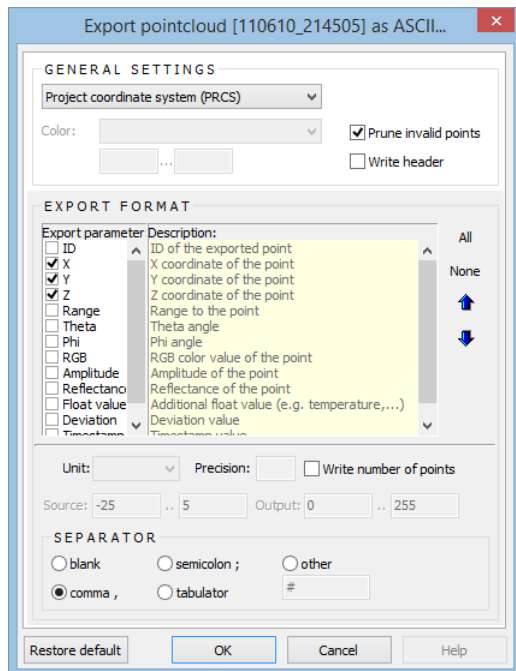 Export pointcloud [110610_214505] as ASCII...
GENERAL SETTINGS
Project coordinate system (PRCS)
Color:
Prune invalid points
...
Write header
EXPORT FORMAT
Export parameter Description:
ID ID of the exported point
X X coordinate of the point
Y Y coordinate of the point
Z Z coordinate of the point
Range Range to the point
Theta Theta angle
Phi Phi angle
RGB RGB color value of the point
Amplitude Amplitude of the point
Reflectanc Reflectance of the point
Float value Additional float value (e.g. temperature,...)
Deviation Deviation value
Timestamp Timestamp value
All
None
Unit: Precision: Write number of points
Source: -25 .. 5 Output: 0 .. 255
SEPARATOR
blank semicolon ; other
comma , tabulator #
Restore default OK Cancel Help